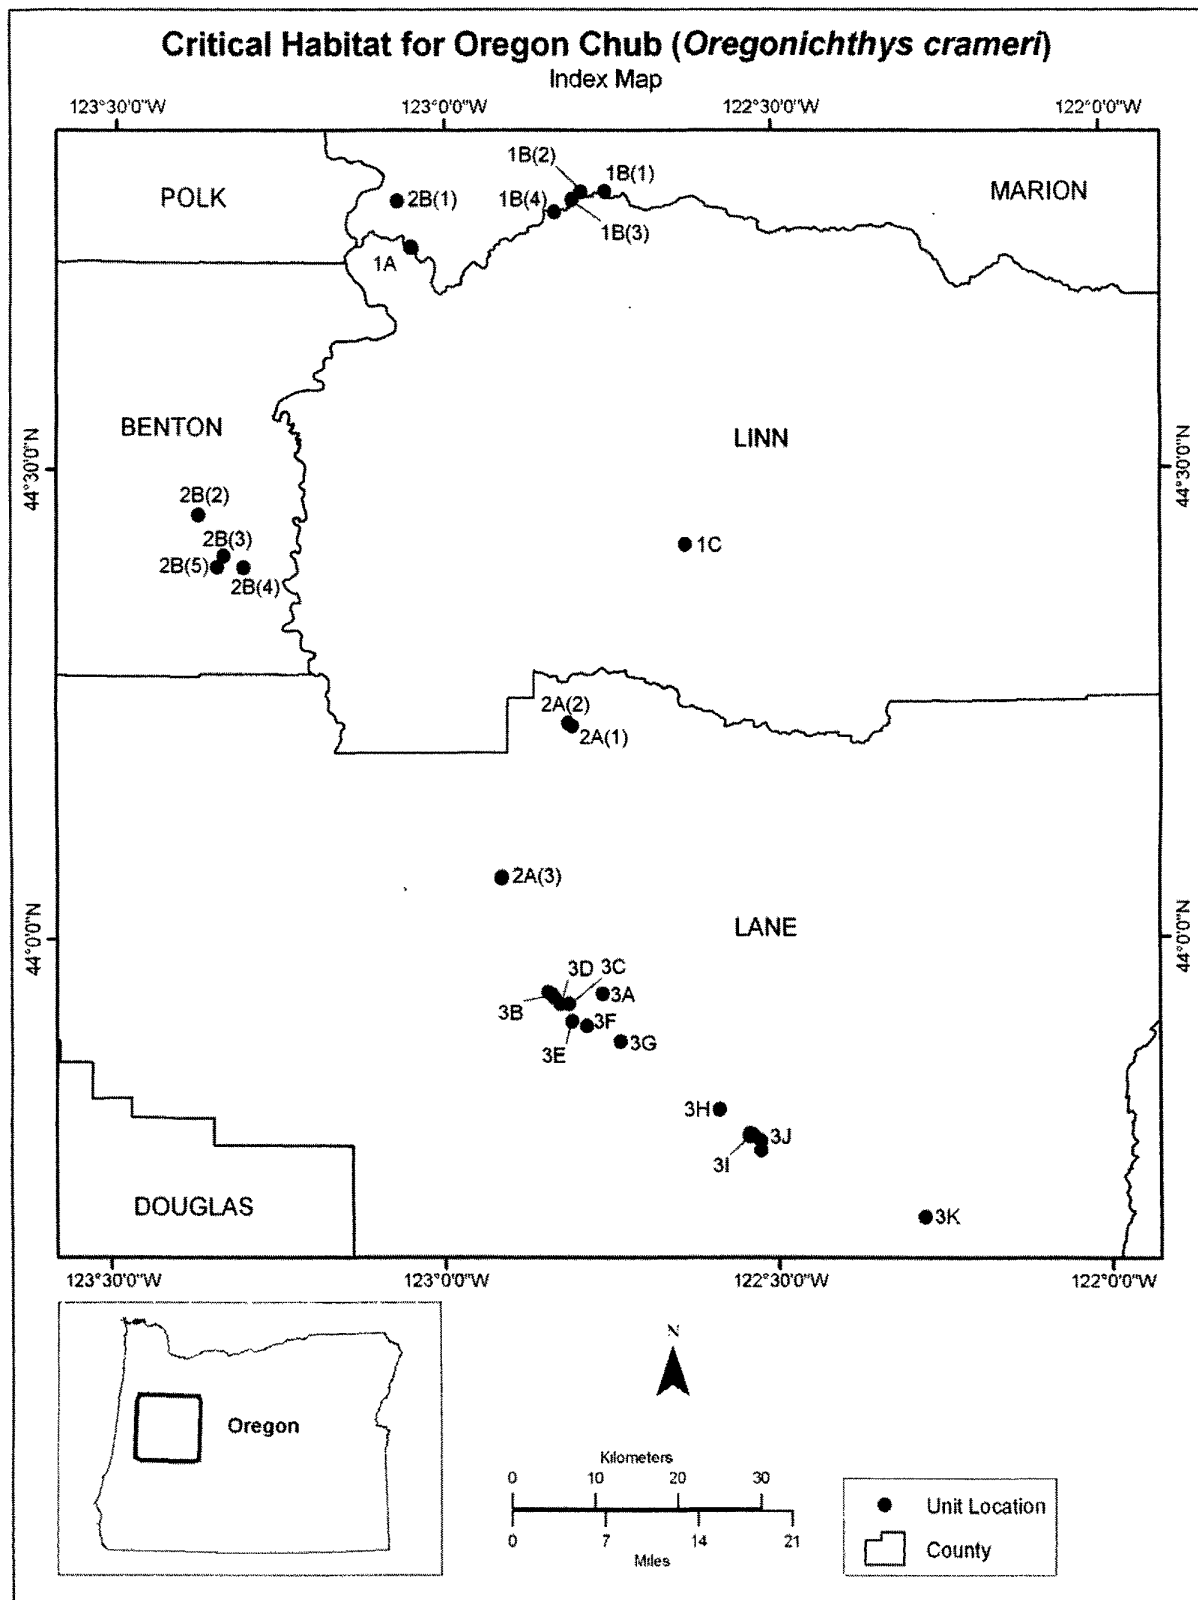 Critical Habitat for Oregon Chub (Oregonichthys crameri)
Index Map
123°30'0"W 123°0'0"W 122°30'0"W 122°0'0"W
1B(2)
1B(1)
POLK
2B(1)
1B(4)
MARION
1B(3)
1A
BENTON
LINN
44°30'0"N
44°30'0"N
2B(2)
2B(3)
1C
2B(5)
2B(4)
2A(2)
2A(1)
2A(3)
LANE
44°0'0"N
44°0'0"N
3D 3C
3A
3B
3F
3E
3G
3H
3J
3I
DOUGLAS
3K
123°30'0"W 123°0'0"W 122°30'0"W 122°0'0"W
N
Oregon
Kilometers
0 10 20 30
0 7 14 21
Miles
Unit Location
County